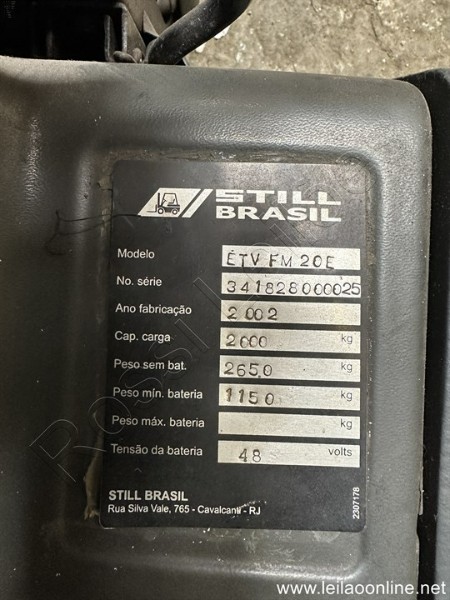 STILL
BRASIL
Modelo ETV FM 20E
No. série 341828000025
Ano fabricação 2002
Cap. carga 2000 kg
Peso sem bat. 2650 kg
Peso mín. bateria 1150 kg
Peso máx. bateria kg
Tensão da bateria 48 volts
STILL BRASIL
Rua Silva Vale, 765 - Cavalcanti - RJ
2307178
www.leilaoonline.net